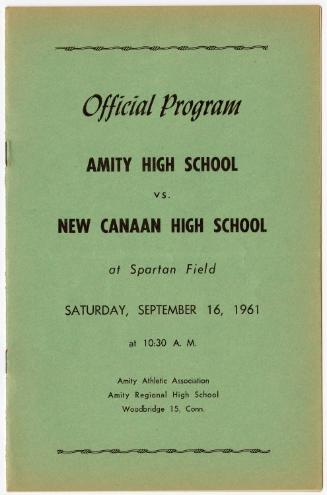 Official Program
AMITY HIGH SCHOOL
vs.
NEW CANAAN HIGH SCHOOL
at Spartan Field
SATURDAY, SEPTEMBER 16, 1961
at 10:30 A. M.
Amity Athletic Association
Amity Regional High School
Woodbridge 15, Conn.